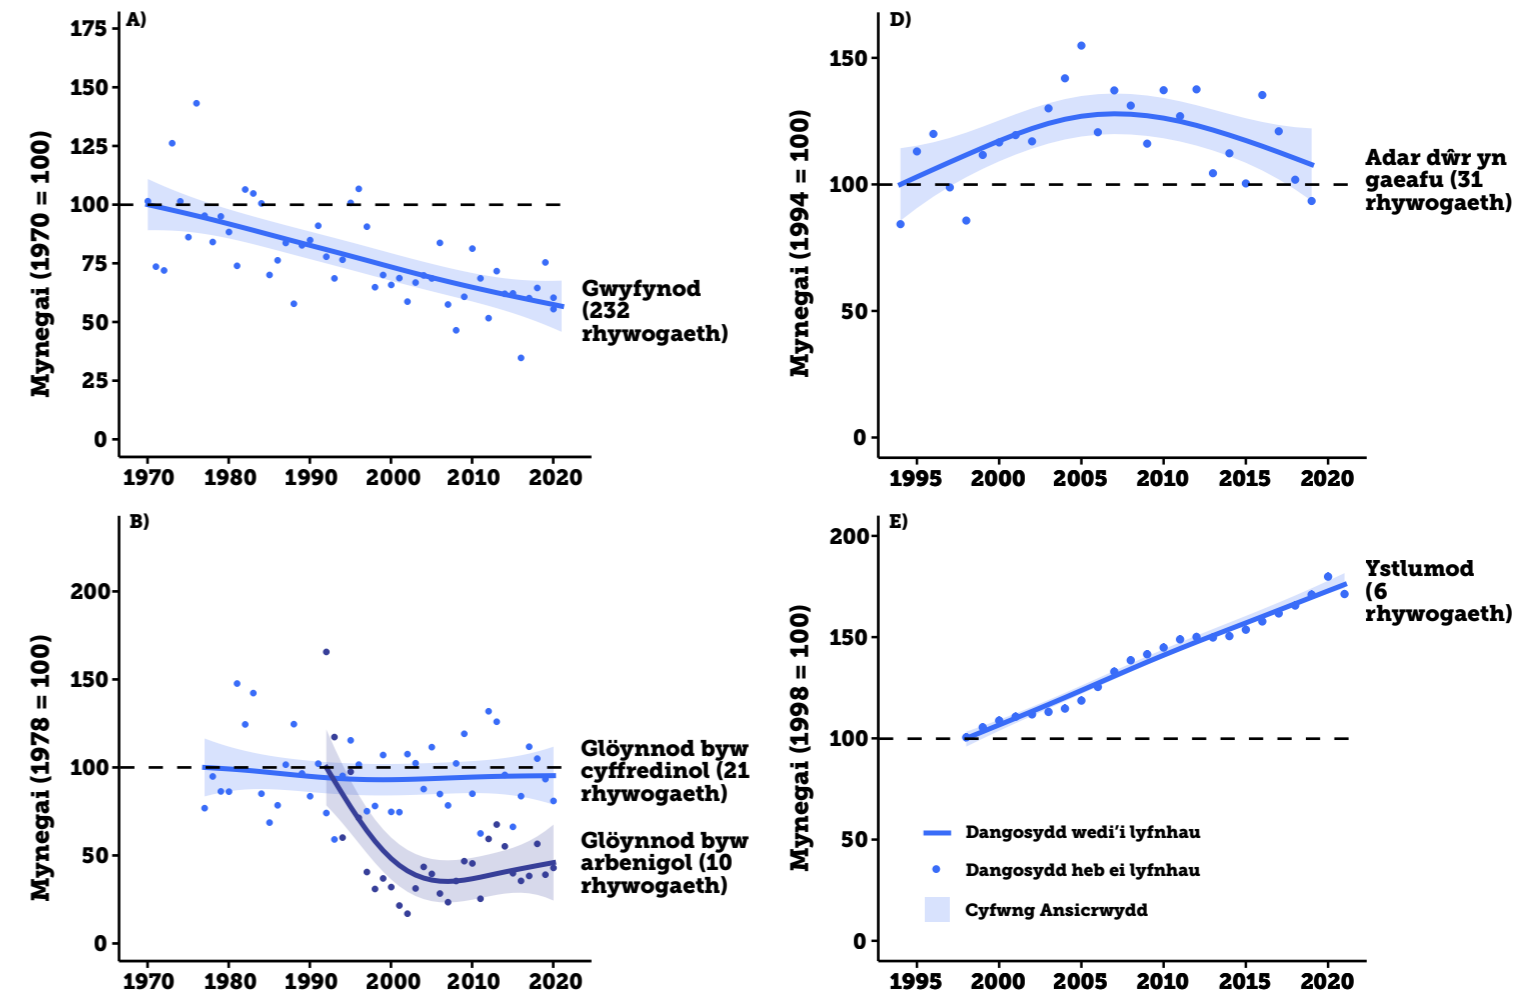 A)
Mynegai (1970 = 100)
175
150
125
100
75
50
25
0
1970 1980 1990 2000 2010 2020
Gwyfynod
(232
rhywogaeth)
B)
Mynegai (1978 = 100)
200
150
100
50
0
1970 1980 1990 2000 2010 2020
Glöynnod byw
cyffredinol (21
rhywogaeth)
Glöynnod byw
arbenigol (10
rhywogaeth)
D)
Mynegai (1994 = 100)
150
100
50
0
1995 2000 2005 2010 2015 2020
Adar dŵr yn
gaeafu (31
rhywogaeth)
E)
Mynegai (1998 = 100)
200
150
100
50
0
1995 2000 2005 2010 2015 2020
Ystlumod
(6
rhywogaeth)
Dangosydd wedi’i lyfnhau
Dangosydd heb ei lyfnhau
Cyfwng Ansicrwydd